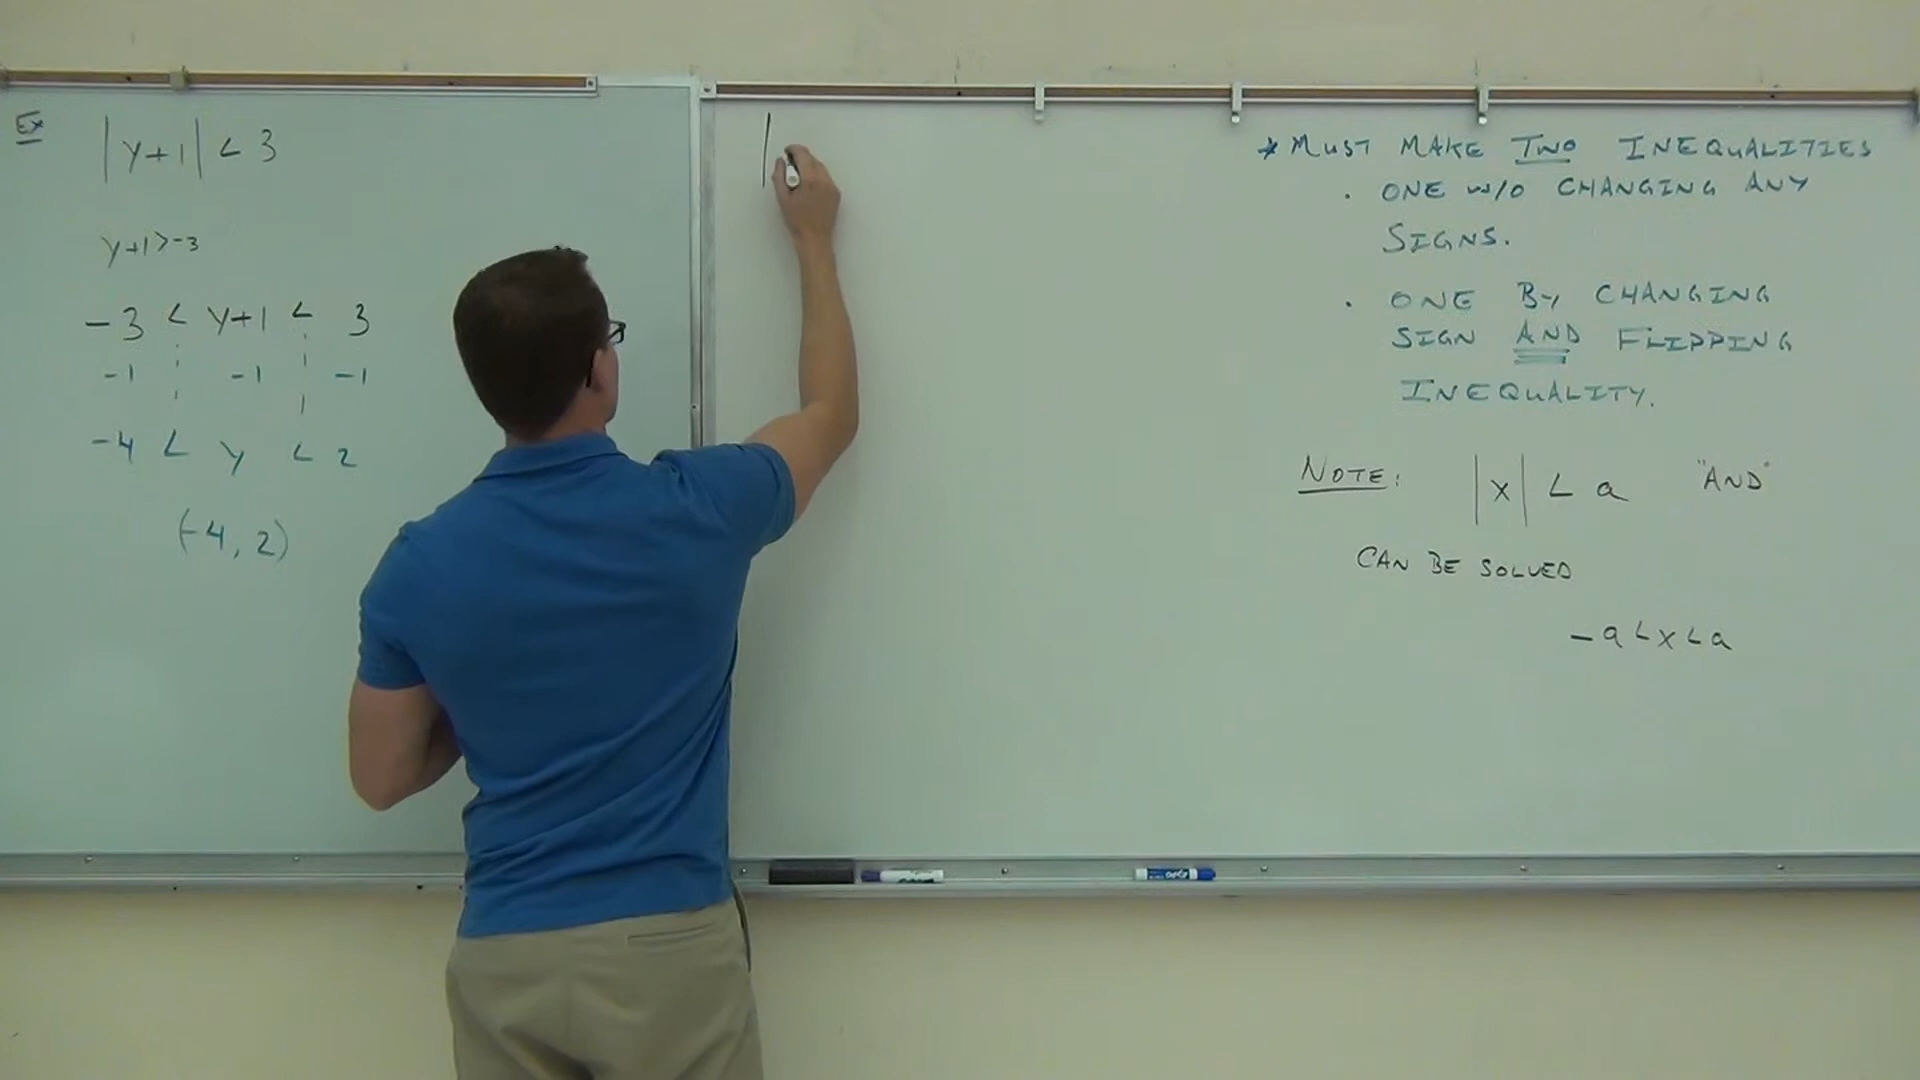 Ex |y+1| < 3
y+1>-3
-3 < y+1 < 3
-1 -1 -1
-4 < y < 2
(-4, 2)
* MUST MAKE TWO INEQUALITIES
. ONE W/O CHANGING ANY
SIGNS.
. ONE BY CHANGING
SIGN AND FLIPPING
INEQUALITY.
NOTE: |x| < a "AND"
CAN BE SOLVED
-a<x<a